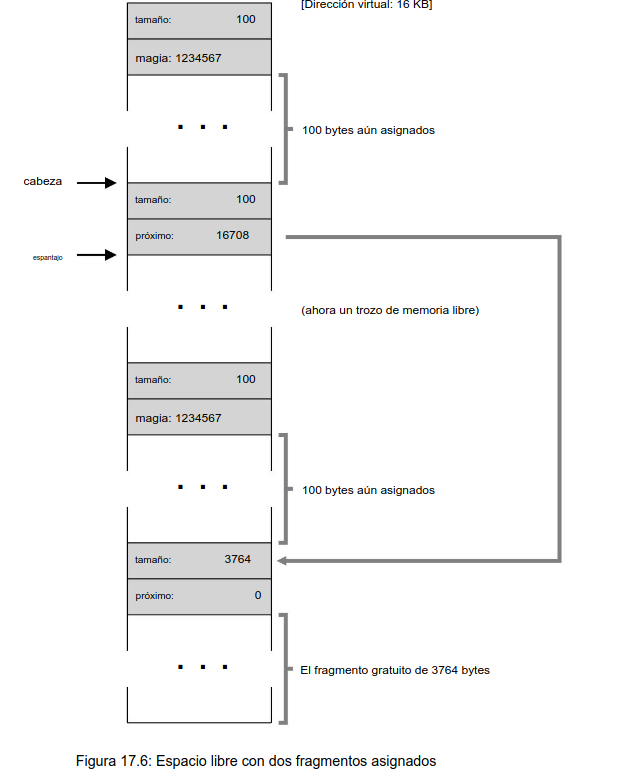 [Dirección virtual: 16 KB]
tamaño: 100
magia: 1234567
. . .
100 bytes aún asignados
cabeza
tamaño: 100
próximo: 16708
espantajo
. . .
(ahora un trozo de memoria libre)
tamaño: 100
magia: 1234567
. . .
100 bytes aún asignados
tamaño: 3764
próximo: 0
. . .
El fragmento gratuito de 3764 bytes
Figura 17.6: Espacio libre con dos fragmentos asignados